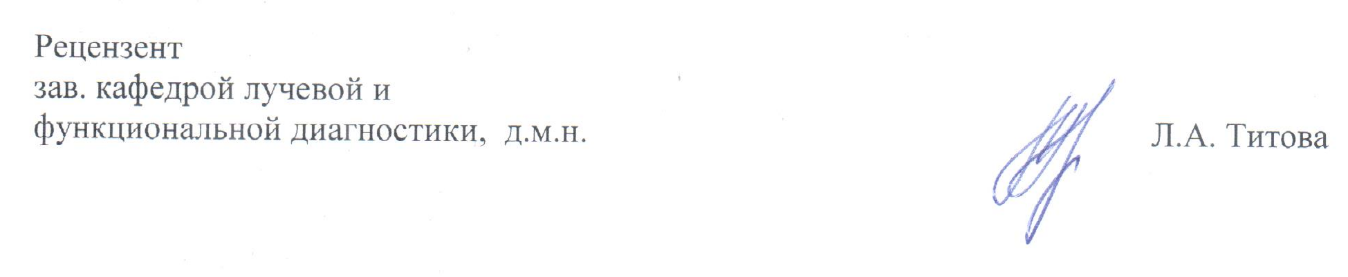 Рецензент
зав. кафедрой лучевой и
функциональной диагностики, д.м.н.
Л.А. Титова